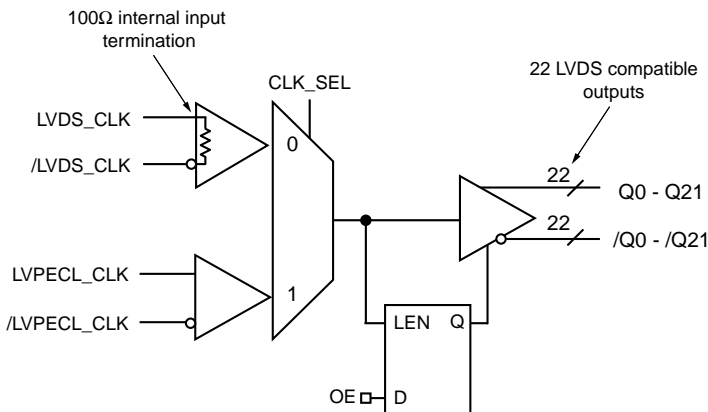 100Ω internal input
termination
22 LVDS compatible
outputs
CLK_SEL
LVDS_CLK
/LVDS_CLK
0
22
Q0 - Q21
22
/Q0 - /Q21
LVPECL_CLK
/LVPECL_CLK
1
LEN Q
OE D